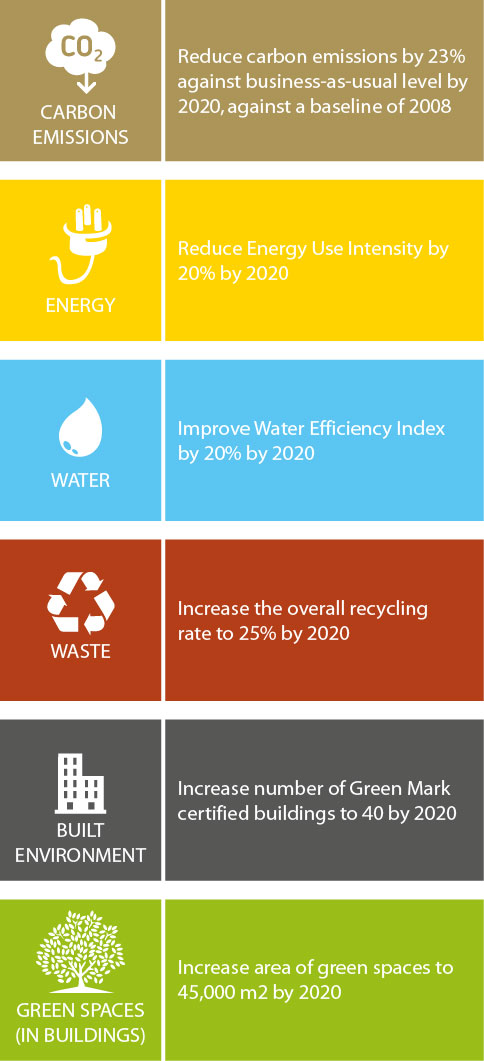 CO2
CARBON
EMISSIONS
Reduce carbon emissions by 23%
against business-as-usual level by
2020, against a baseline of 2008
ENERGY
Reduce Energy Use Intensity by
20% by 2020
WATER
Improve Water Efficiency Index
by 20% by 2020
WASTE
Increase the overall recycling
rate to 25% by 2020
BUILT
ENVIRONMENT
Increase number of Green Mark
certified buildings to 40 by 2020
GREEN SPACES
(IN BUILDINGS)
Increase area of green spaces to
45,000 m2 by 2020